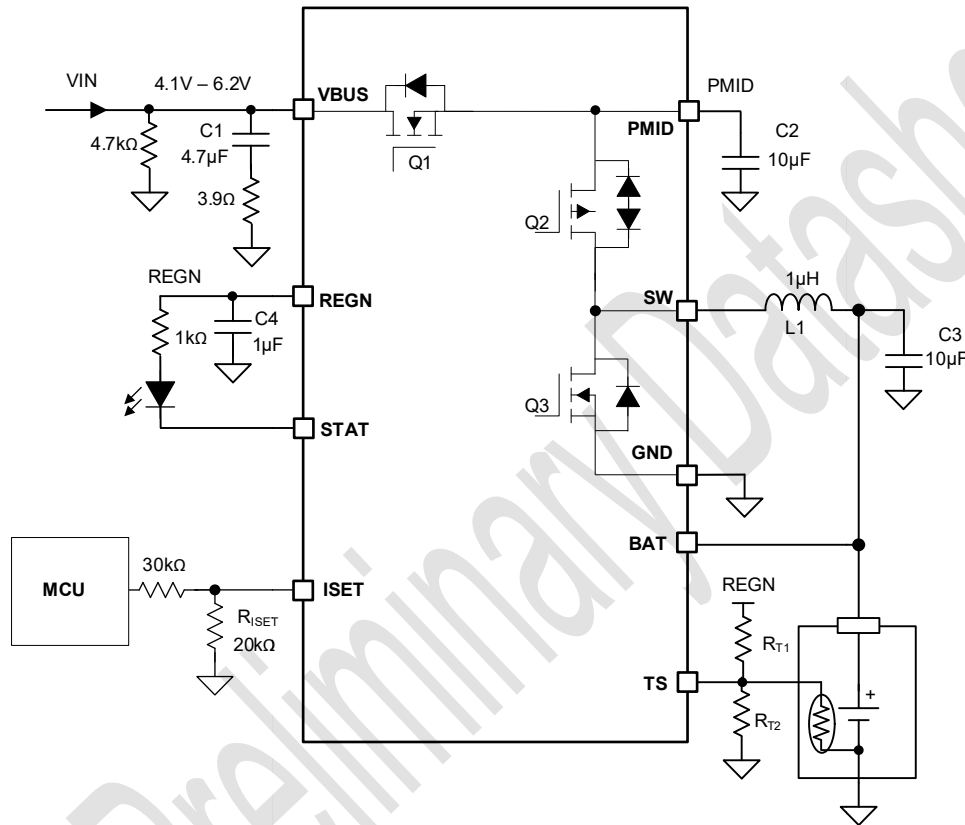 VIN
4.1V – 6.2V
VBUS
PMID
PMID
4.7kΩ
C1
4.7µF
3.9Ω
Q1
C2
10µF
Q2
REGN
REGN
1kΩ
C4
1µF
SW
1µH
L1
C3
10µF
Q3
STAT
GND
BAT
MCU
30kΩ
ISET
RISET
20kΩ
REGN
RT1
TS
RT2
+
Preliminary Datashe